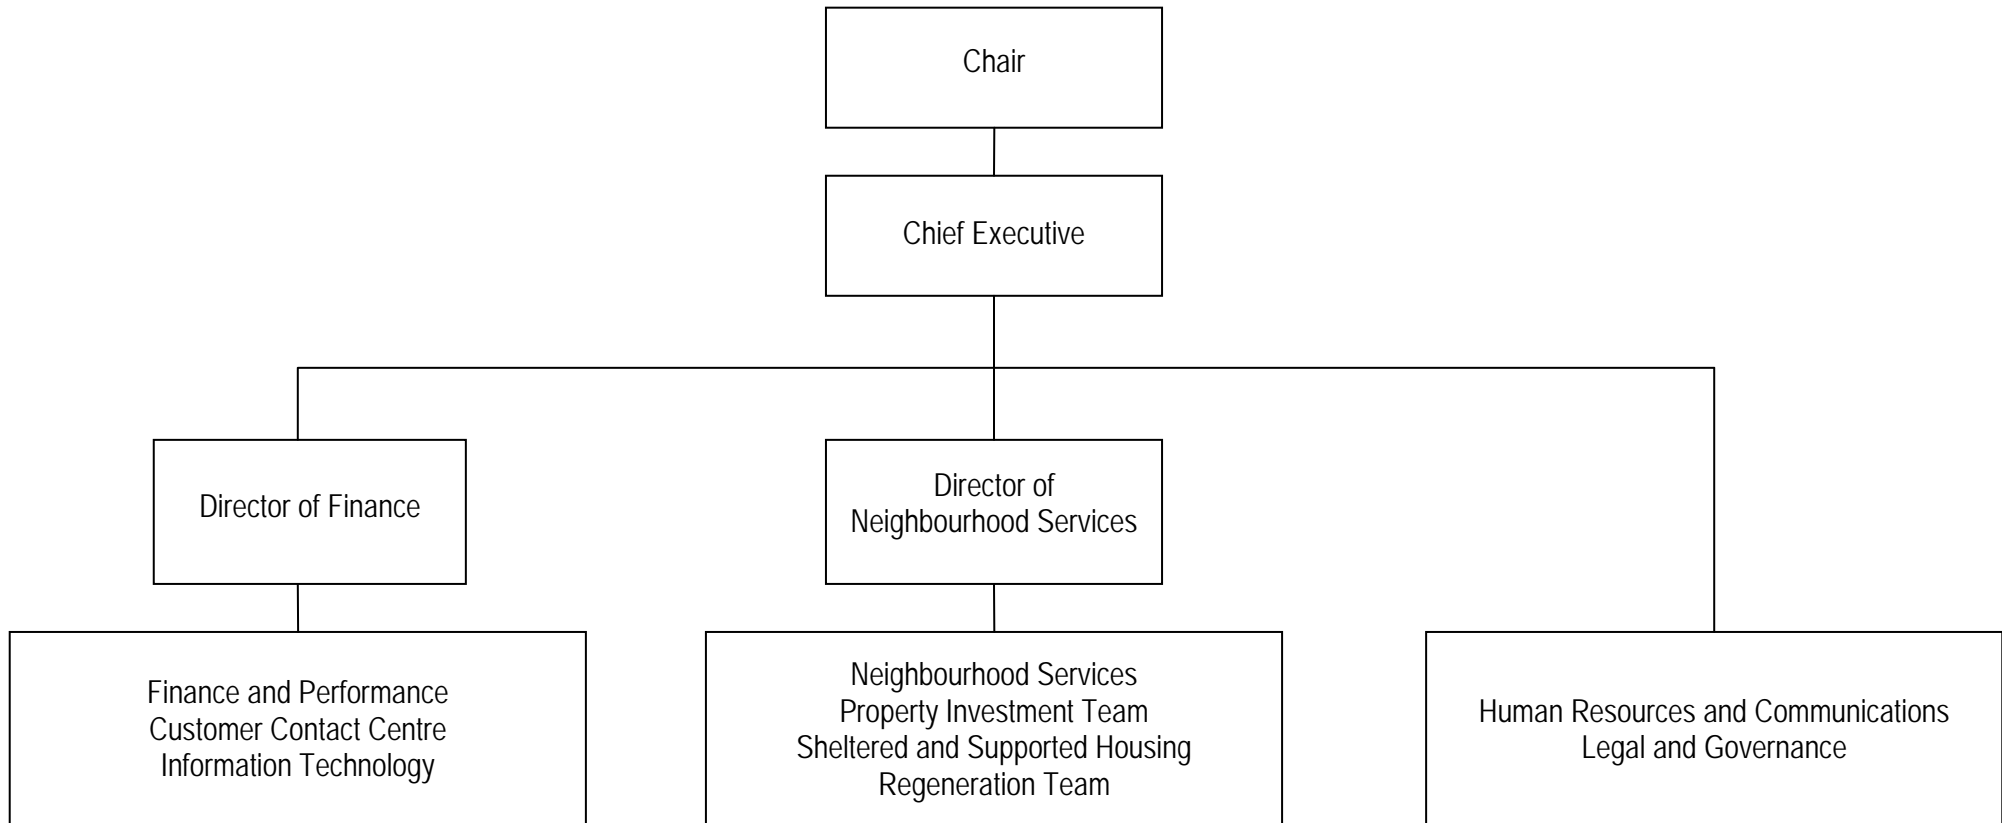 Chair
Chief Executive
Director of Finance
Director of
Neighbourhood Services
Finance and Performance
Customer Contact Centre
Information Technology
Neighbourhood Services
Property Investment Team
Sheltered and Supported Housing
Regeneration Team
Human Resources and Communications
Legal and Governance